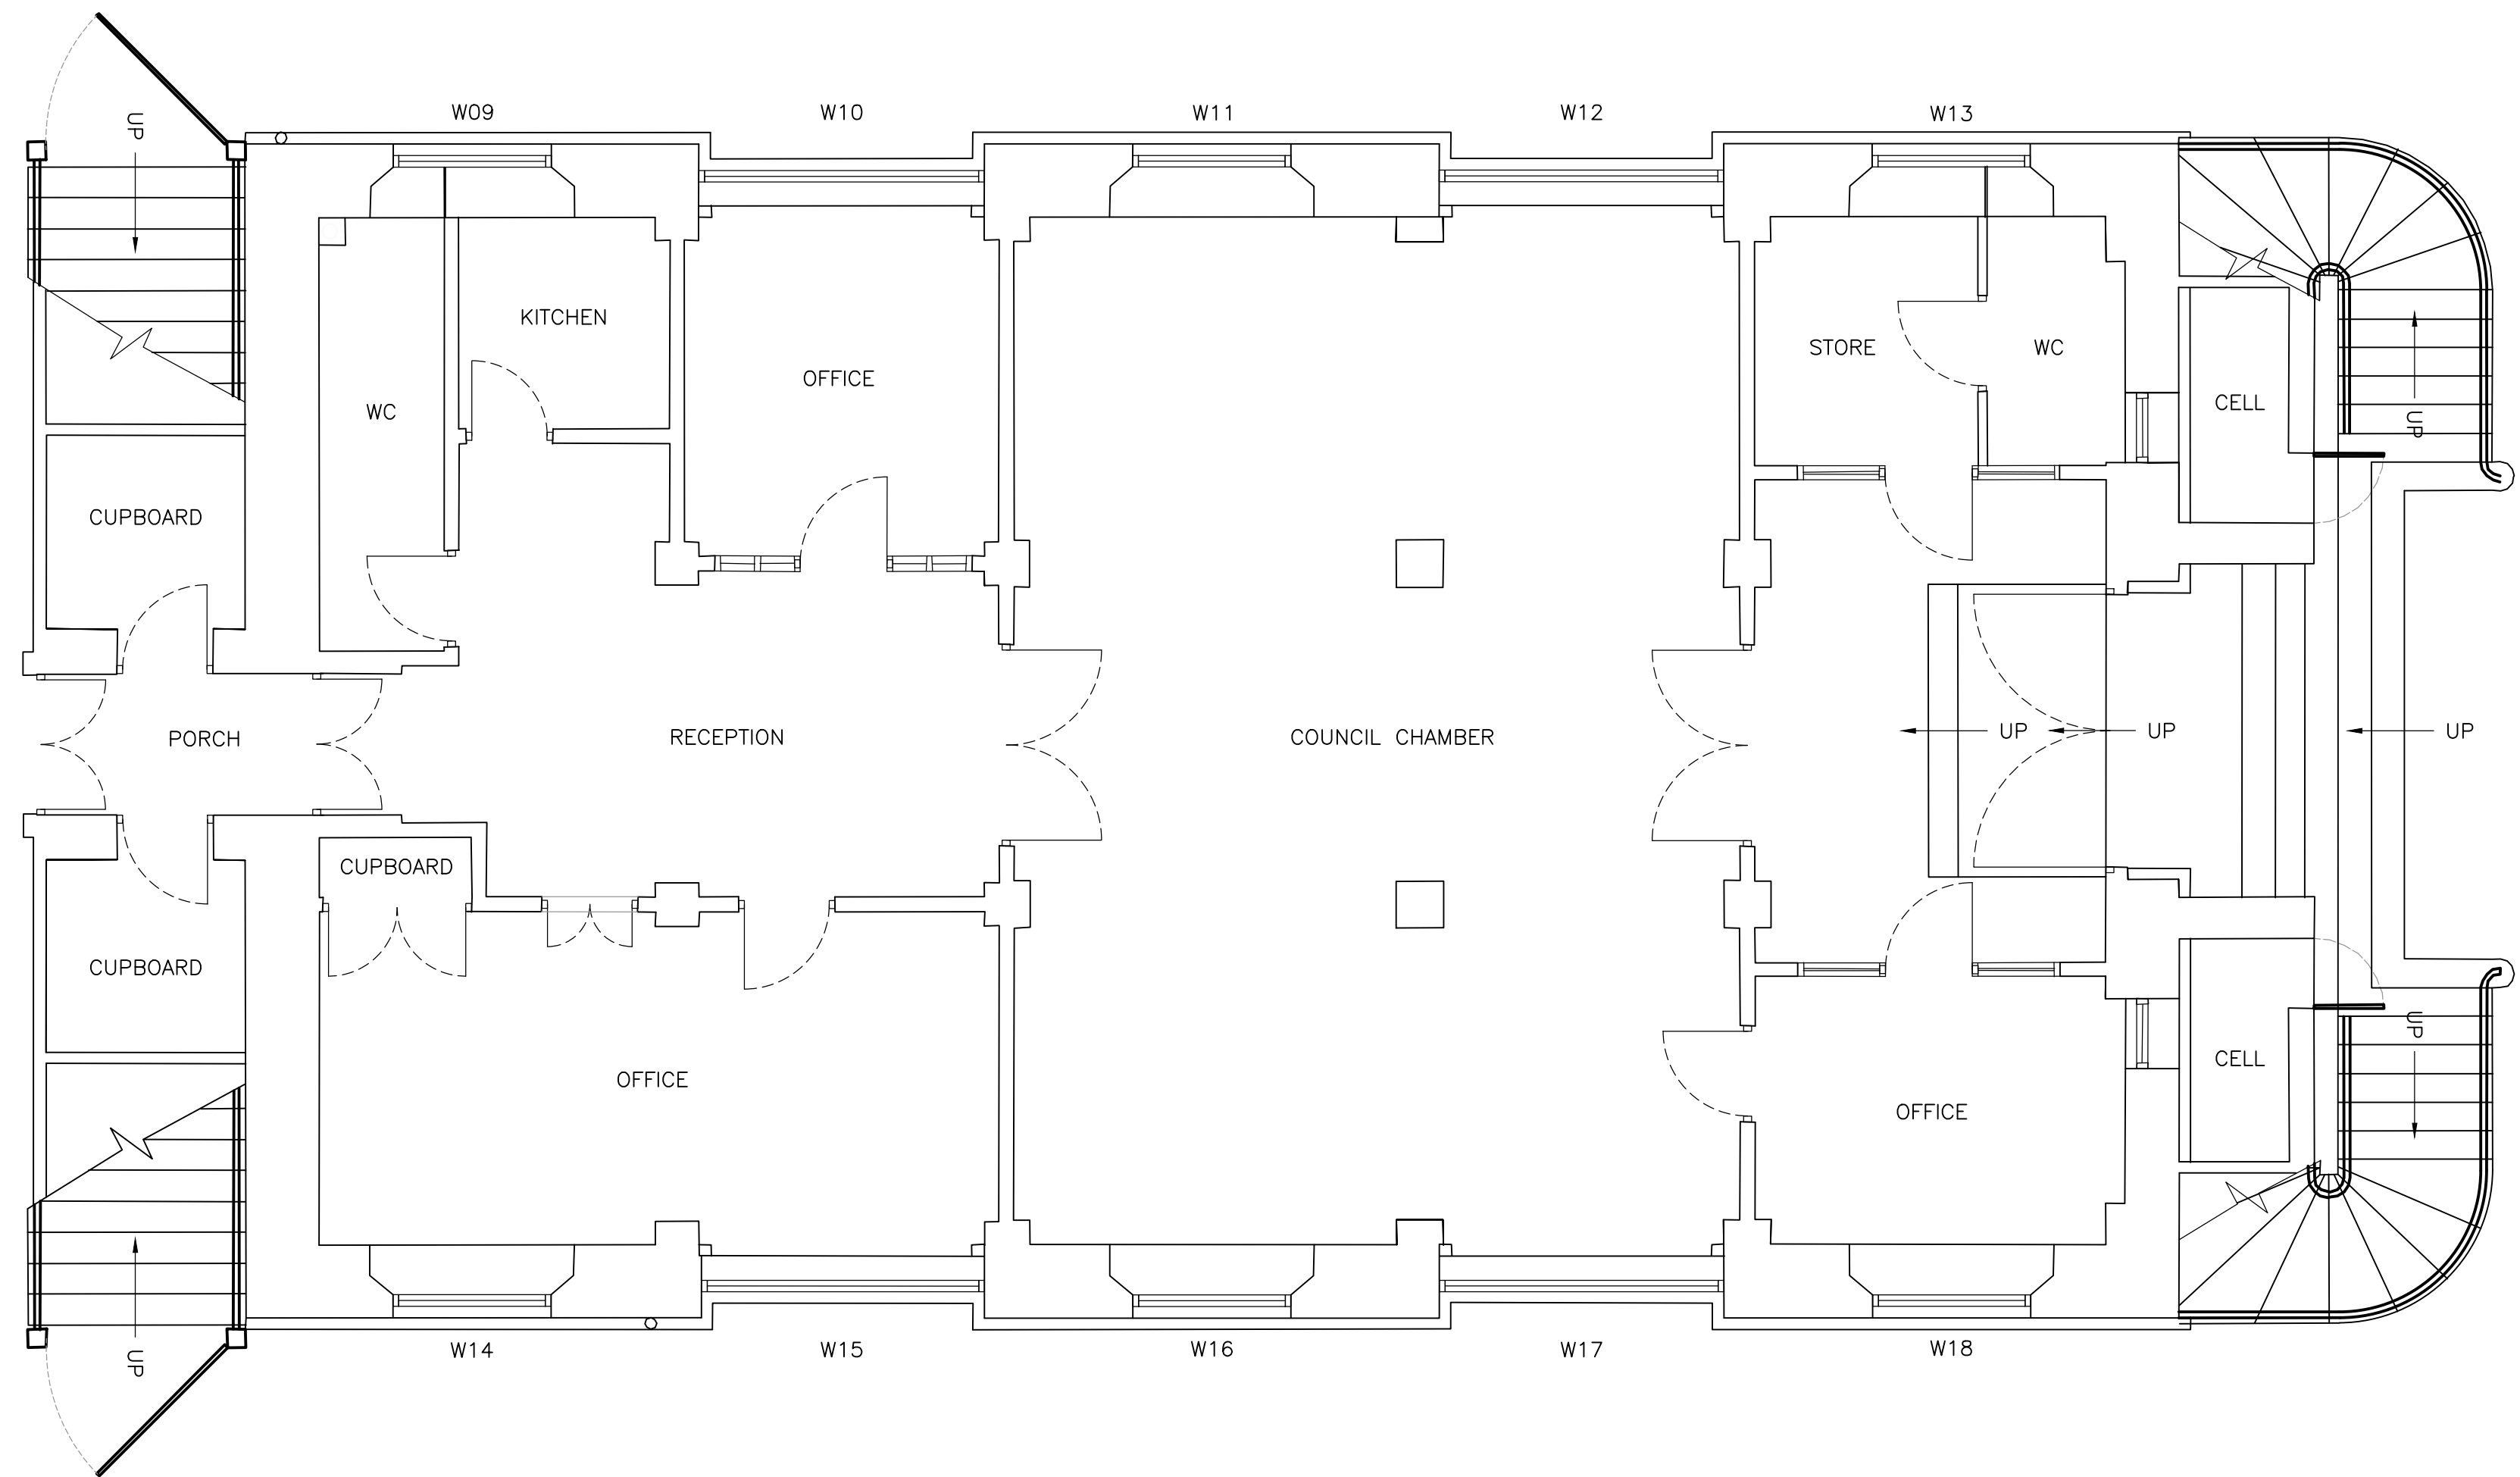 W09
W10
W11
W12
W13
UP
KITCHEN
OFFICE
STORE
WC
WC
CELL
UP
CUPBOARD
PORCH
RECEPTION
COUNCIL CHAMBER
UP
UP
UP
CUPBOARD
CUPBOARD
OFFICE
OFFICE
CELL
UP
UP
W14
W15
W16
W17
W18